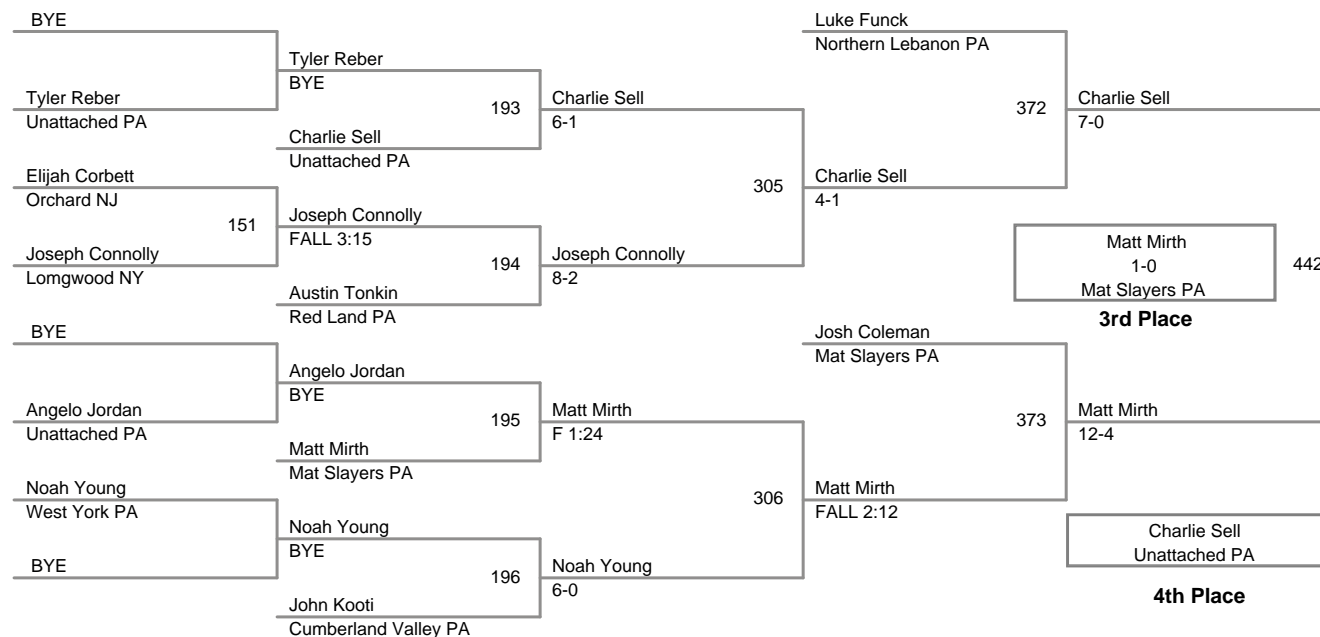 BYE
Tyler Reber
Unattached PA
Elijah Corbett
Orchard NJ
151
Joseph Connolly
Lomgwood NY
BYE
Angelo Jordan
Unattached PA
Noah Young
West York PA
BYE
Tyler Reber
BYE
193
Charlie Sell
Unattached PA
Joseph Connolly
FALL 3:15
194
Austin Tonkin
Red Land PA
Angelo Jordan
BYE
195
Matt Mirth
Mat Slayers PA
Noah Young
BYE
196
John Kooti
Cumberland Valley PA
Charlie Sell
6-1
305
Joseph Connolly
8-2
Matt Mirth
F 1:24
306
Noah Young
6-0
Luke Funck
Northern Lebanon PA
372
Charlie Sell
4-1
Josh Coleman
Mat Slayers PA
373
Matt Mirth
FALL 2:12
Charlie Sell
7-0
Matt Mirth
1-0
Mat Slayers PA
442
3rd Place
Matt Mirth
12-4
Charlie Sell
Unattached PA
4th Place